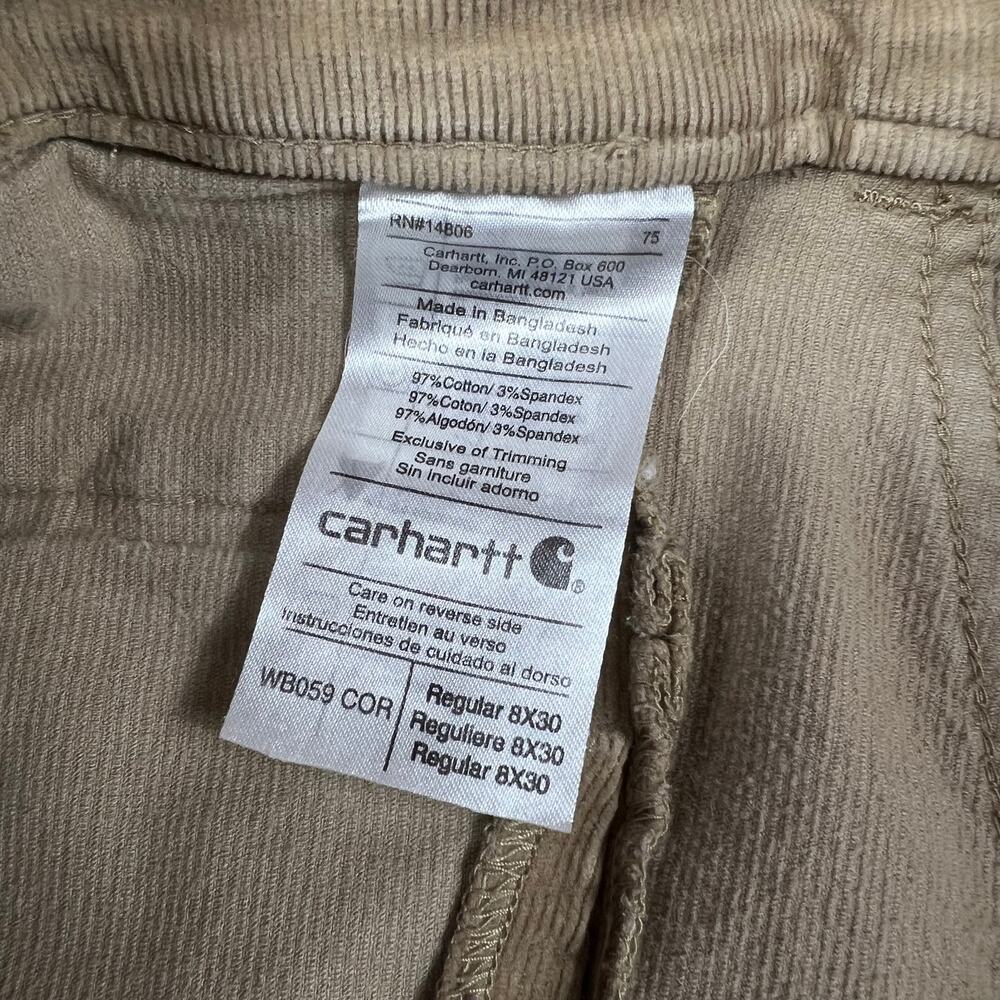 RN#14806
75
Carhartt, Inc. P.O. Box 600
Dearborn, MI 48121 USA
carhartt.com
Made in Bangladesh
Fabriqué en Bangladesh
Hecho en la Bangladesh
97%Cotton/ 3%Spandex
97%Coton/ 3%Spandex
97%Algodón/ 3%Spandex
Exclusive of Trimming
Sans garniture
Sin incluir adorno
carhartt ®
Care on reverse side
Entretien au verso
Instrucciones de cuidado al dorso
WB059 COR
Regular 8X30
Reguliere 8X30
Regular 8X30